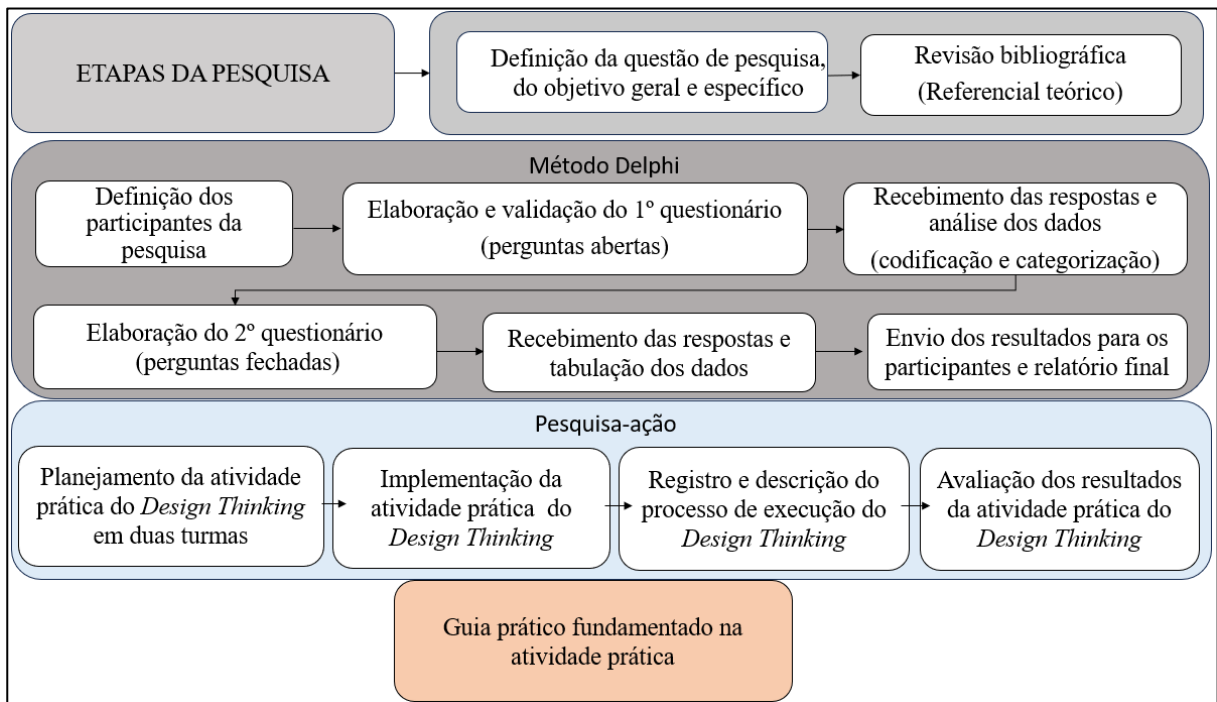 ETAPAS DA PESQUISA
Definição da questão de pesquisa,
do objetivo geral e específico
Revisão bibliográfica
(Referencial teórico)
Método Delphi
Definição dos
participantes da
pesquisa
Elaboração e validação do 1º questionário
(perguntas abertas)
Recebimento das respostas e
análise dos dados
(codificação e categorização)
Elaboração do 2º questionário
(perguntas fechadas)
Recebimento das respostas e
tabulação dos dados
Envio dos resultados para os
participantes e relatório final
Pesquisa-ação
Planejamento da atividade
prática do Design Thinking
em duas turmas
Implementação da
atividade prática do
Design Thinking
Registro e descrição do
processo de execução do
Design Thinking
Avaliação dos resultados
da atividade prática do
Design Thinking
Guia prático fundamentado na
atividade prática